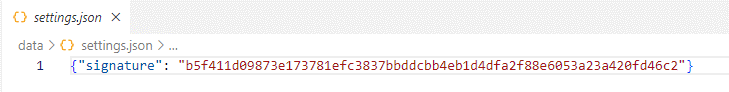 {} settings.json ×
data > {} settings.json > ...
1 {"signature": "b5f411d09873e173781efc3837bbddcbb4eb1d4dfa2f88e6053a23a420fd46c2"}